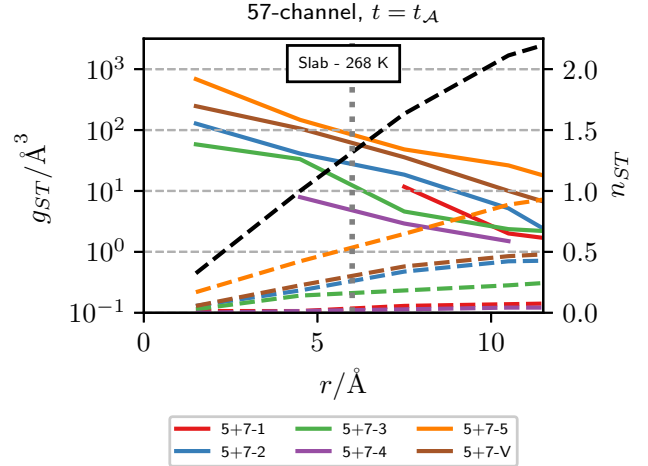 57-channel, t = t_𝒜
Slab - 268 K
g_ST/Å³
10³
10²
10¹
10⁰
10⁻¹
n_ST
2.0
1.5
1.0
0.5
0.0
0 5 10
r/Å
5+7-1 5+7-3 5+7-5
5+7-2 5+7-4 5+7-V